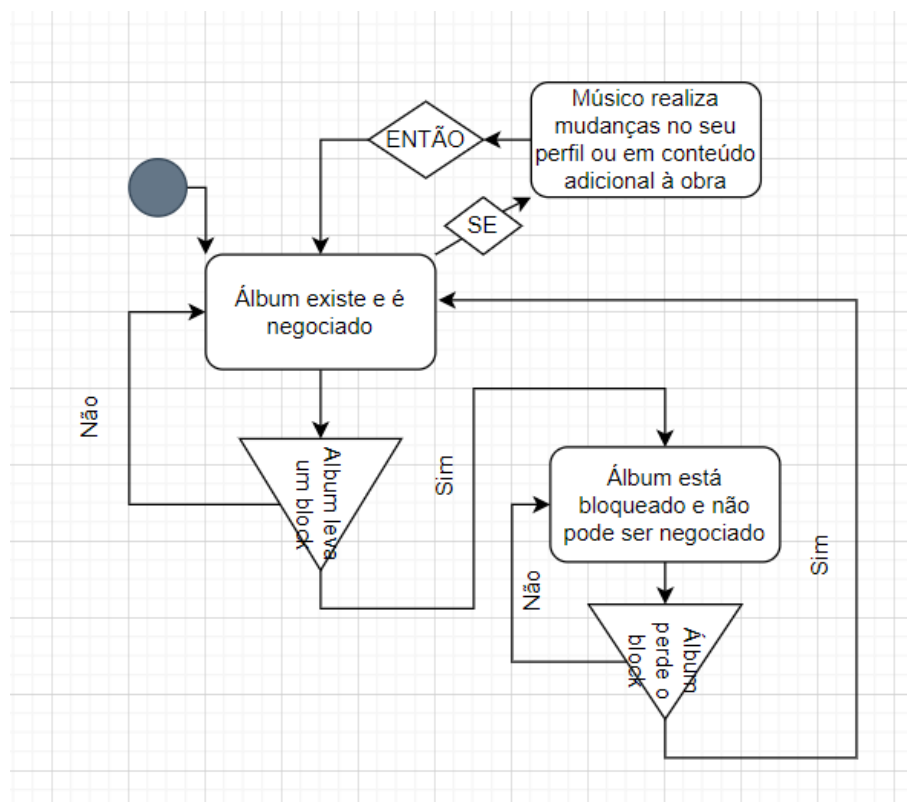 Músico realiza
mudanças no seu
perfil ou em conteúdo
adicional à obra
ENTÃO
SE
Álbum existe e é
negociado
Não
Álbum leva
um block
Sim
Álbum está
bloqueado e não
pode ser negociado
Não
Sim
Álbum
perde o
block